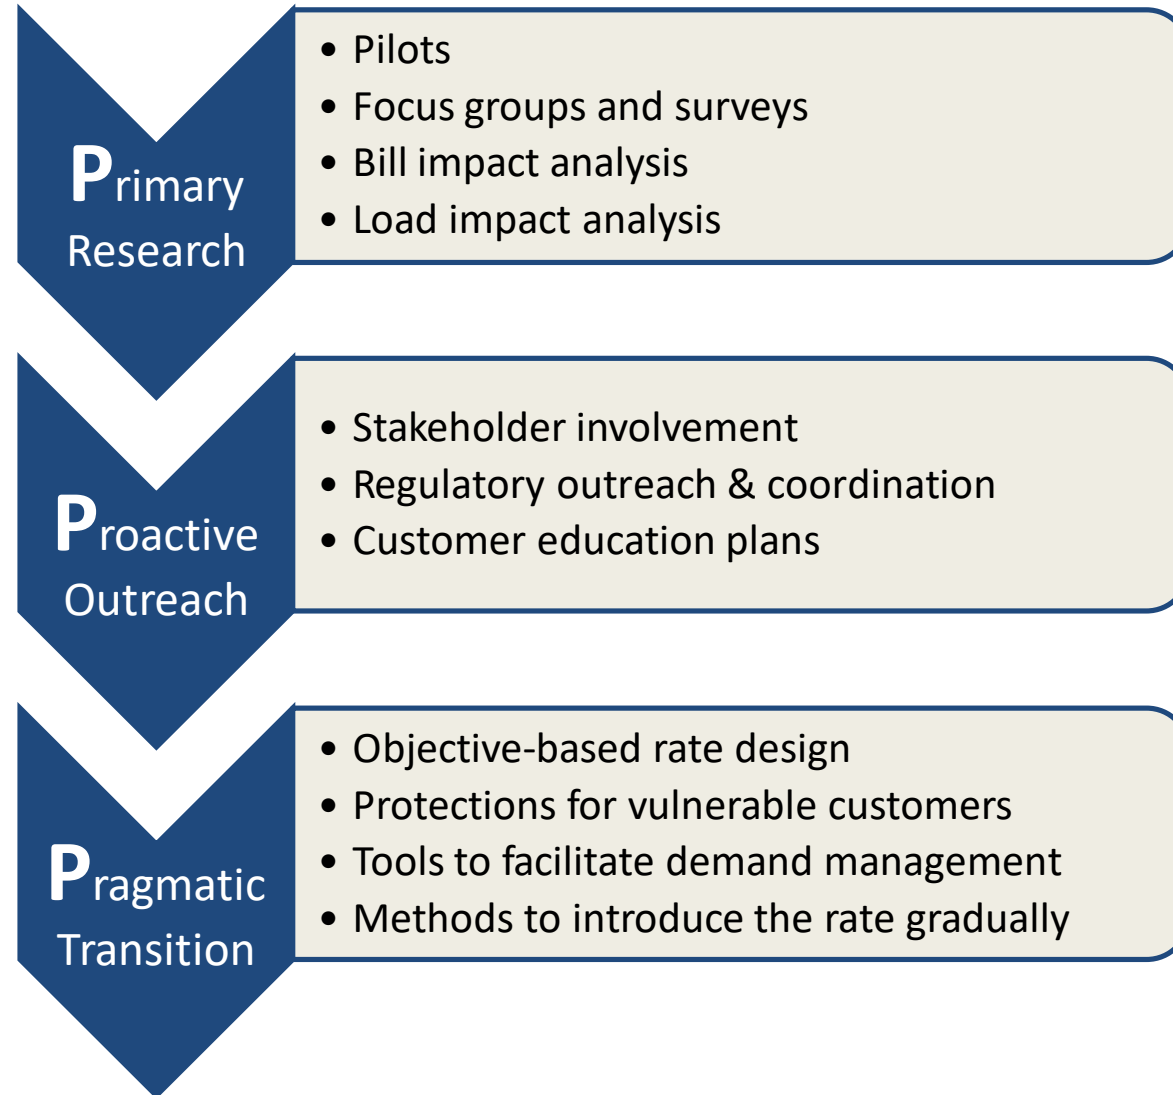 Primary
Research
• Pilots
• Focus groups and surveys
• Bill impact analysis
• Load impact analysis
Proactive
Outreach
• Stakeholder involvement
• Regulatory outreach & coordination
• Customer education plans
Pragmatic
Transition
• Objective-based rate design
• Protections for vulnerable customers
• Tools to facilitate demand management
• Methods to introduce the rate gradually